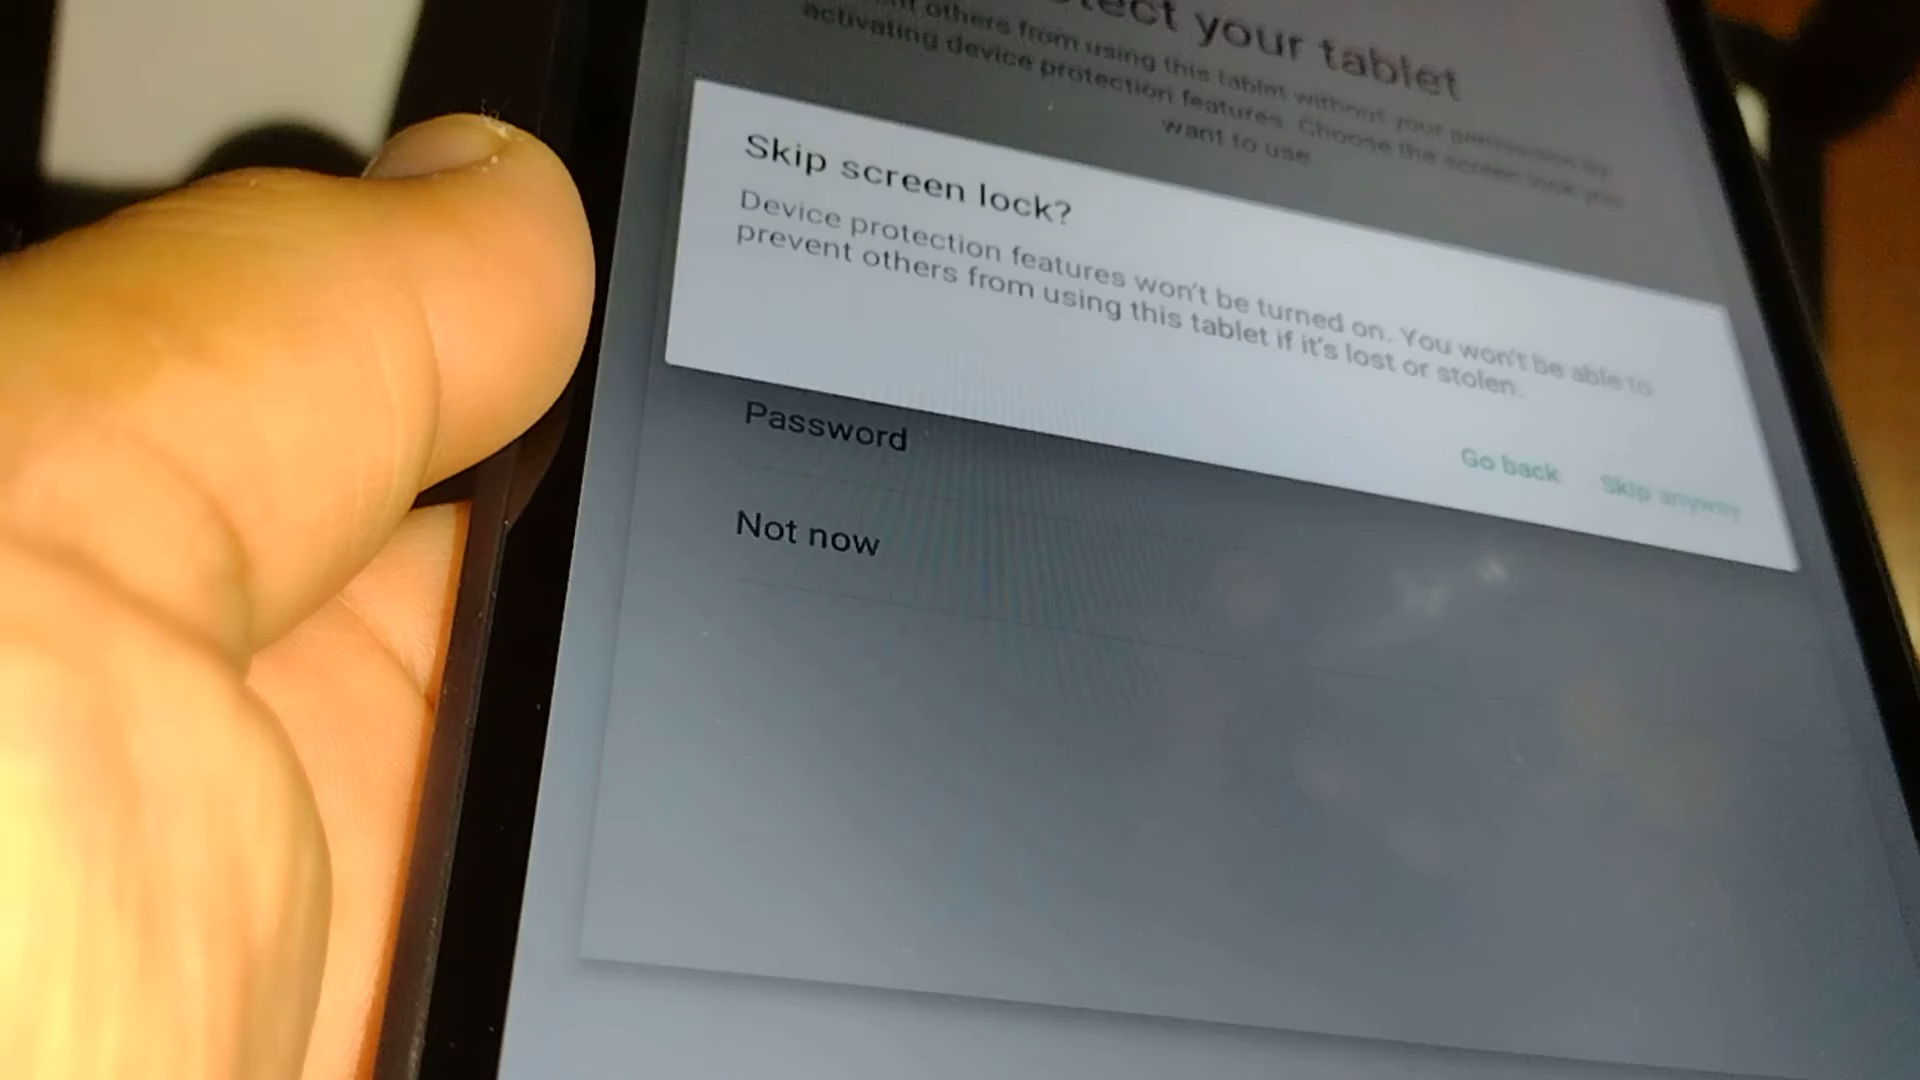 tect your tablet
others from using this tablet without your permission by
activating device protection features. Choose the screen lock you
want to use.
Skip screen lock?
Device protection features won't be turned on. You won't be able to
prevent others from using this tablet if it's lost or stolen.
Go back Skip anyway
Password
Not now